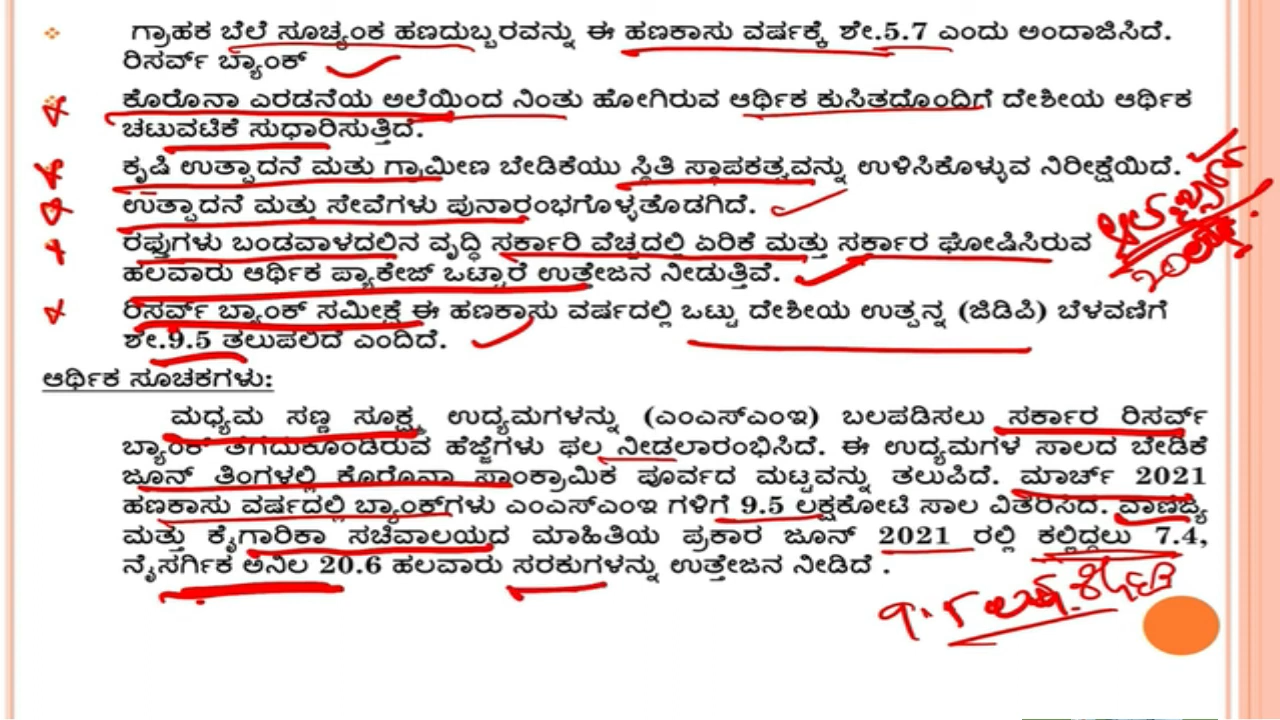 ಗ್ರಾಹಕ ಬೆಲೆ ಸೂಚ್ಯಂಕ ಹಣದುಬ್ಬರವನ್ನು ಈ ಹಣಕಾಸು ವರ್ಷಕ್ಕೆ ಶೇ.5.7 ಎಂದು ಅಂದಾಜಿಸಿದೆ.
ರಿಸರ್ವ್ ಬ್ಯಾಂಕ್
ಕೊರೊನಾ ಎರಡನೆಯ ಅಲೆಯಿಂದ ನಿಂತು ಹೋಗಿರುವ ಆರ್ಥಿಕ ಕುಸಿತದೊಂದಿಗೆ ದೇಶೀಯ ಆರ್ಥಿಕ
ಚಟುವಟಿಕೆ ಸುಧಾರಿಸುತ್ತಿದೆ.
ಕೃಷಿ ಉತ್ಪಾದನೆ ಮತ್ತು ಗ್ರಾಮೀಣ ಬೇಡಿಕೆಯು ಸ್ಥಿತಿ ಸ್ಥಾಪಕತ್ವವನ್ನು ಉಳಿಸಿಕೊಳ್ಳುವ ನಿರೀಕ್ಷೆಯಿದೆ.
ಉತ್ಪಾದನೆ ಮತ್ತು ಸೇವೆಗಳು ಪುನಾರಂಭಗೊಳ್ಳತೊಡಗಿದೆ.
ರಫ್ತುಗಳು ಬಂಡವಾಳದಲ್ಲಿನ ವೃದ್ಧಿ ಸರ್ಕಾರಿ ವೆಚ್ಚದಲ್ಲಿ ಏರಿಕೆ ಮತ್ತು ಸರ್ಕಾರ ಘೋಷಿಸಿರುವ
ಹಲವಾರು ಆರ್ಥಿಕ ಪ್ಯಾಕೇಜ್ ಒಟ್ಟಾರೆ ಉತ್ತೇಜನ ನೀಡುತ್ತಿವೆ.
ರಿಸರ್ವ್ ಬ್ಯಾಂಕ್ ಸಮೀಕ್ಷೆ ಈ ಹಣಕಾಸು ವರ್ಷದಲ್ಲಿ ಒಟ್ಟು ದೇಶೀಯ ಉತ್ಪನ್ನ (ಜಿಡಿಪಿ) ಬೆಳವಣಿಗೆ
ಶೇ.9.5 ತಲುಪಲಿದೆ ಎಂದಿದೆ.
ಆರ್ಥಿಕ ಸೂಚಕಗಳು:
ಮಧ್ಯಮ ಸಣ್ಣ ಸೂಕ್ಷ್ಮ ಉದ್ಯಮಗಳನ್ನು (ಎಂಎಸ್ಎಂಇ) ಬಲಪಡಿಸಲು ಸರ್ಕಾರ ರಿಸರ್ವ್
ಬ್ಯಾಂಕ್ ತೆಗೆದುಕೊಂಡಿರುವ ಹೆಜ್ಜೆಗಳು ಫಲ ನೀಡಲಾರಂಭಿಸಿದೆ. ಈ ಉದ್ಯಮಗಳ ಸಾಲದ ಬೇಡಿಕೆ
ಜೂನ್ ತಿಂಗಳಲ್ಲಿ ಕೊರೊನಾ ಸಾಂಕ್ರಾಮಿಕ ಪೂರ್ವದ ಮಟ್ಟವನ್ನು ತಲುಪಿದೆ. ಮಾರ್ಚ್ 2021
ಹಣಕಾಸು ವರ್ಷದಲ್ಲಿ ಬ್ಯಾಂಕ್‌ಗಳು ಎಂಎಸ್ಎಂಇ ಗಳಿಗೆ 9.5 ಲಕ್ಷಕೋಟಿ ಸಾಲ ವಿತರಿಸಿದೆ. ವಾಣಿಜ್ಯ
ಮತ್ತು ಕೈಗಾರಿಕಾ ಸಚಿವಾಲಯದ ಮಾಹಿತಿಯ ಪ್ರಕಾರ ಜೂನ್ 2021 ರಲ್ಲಿ ಕಲ್ಲಿದ್ದಲು 7.4,
ನೈಸರ್ಗಿಕ ಅನಿಲ 20.6 ಹಲವಾರು ಸರಕುಗಳನ್ನು ಉತ್ತೇಜನ ನೀಡಿದೆ .